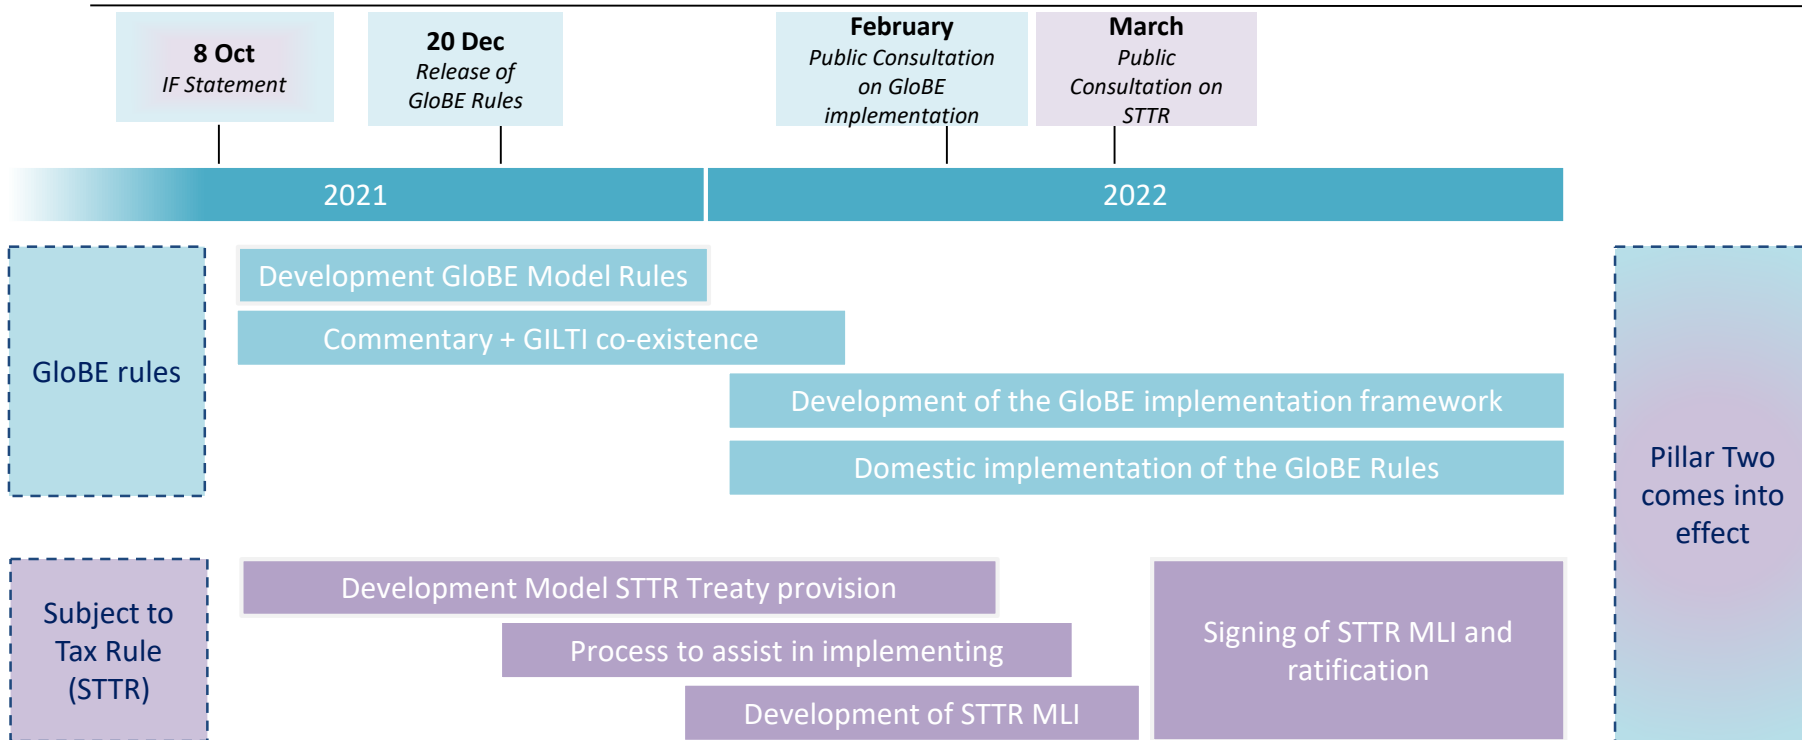 8 Oct
IF Statement
20 Dec
Release of
GloBE Rules
February
Public Consultation
on GloBE
implementation
March
Public
Consultation on
STTR
2021
2022
GloBE rules
Development GloBE Model Rules
Commentary + GILTI co-existence
Development of the GloBE implementation framework
Domestic implementation of the GloBE Rules
Subject to
Tax Rule
(STTR)
Development Model STTR Treaty provision
Process to assist in implementing
Development of STTR MLI
Signing of STTR MLI and
ratification
Pillar Two
comes into
effect